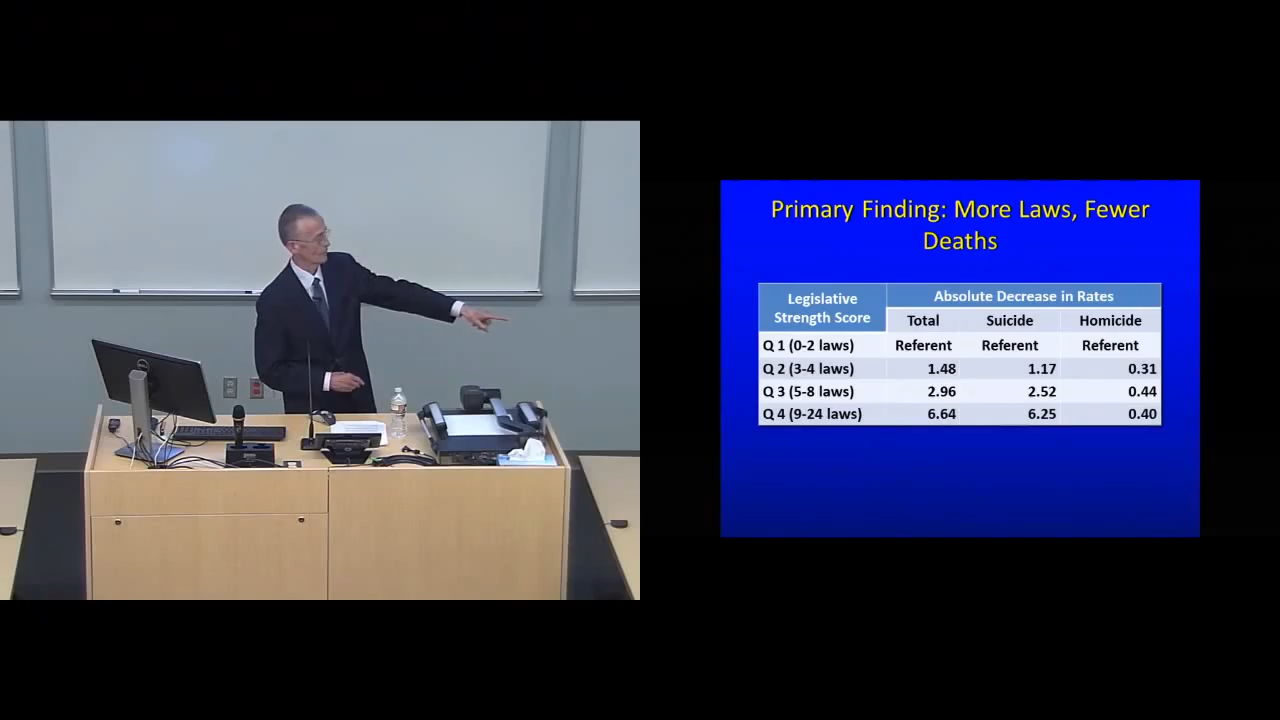 Primary Finding: More Laws, Fewer
Deaths
Legislative Strength Score Absolute Decrease in Rates
Total Suicide Homicide
Q 1 (0-2 laws) Referent Referent Referent
Q 2 (3-4 laws) 1.48 1.17 0.31
Q 3 (5-8 laws) 2.96 2.52 0.44
Q 4 (9-24 laws) 6.64 6.25 0.40